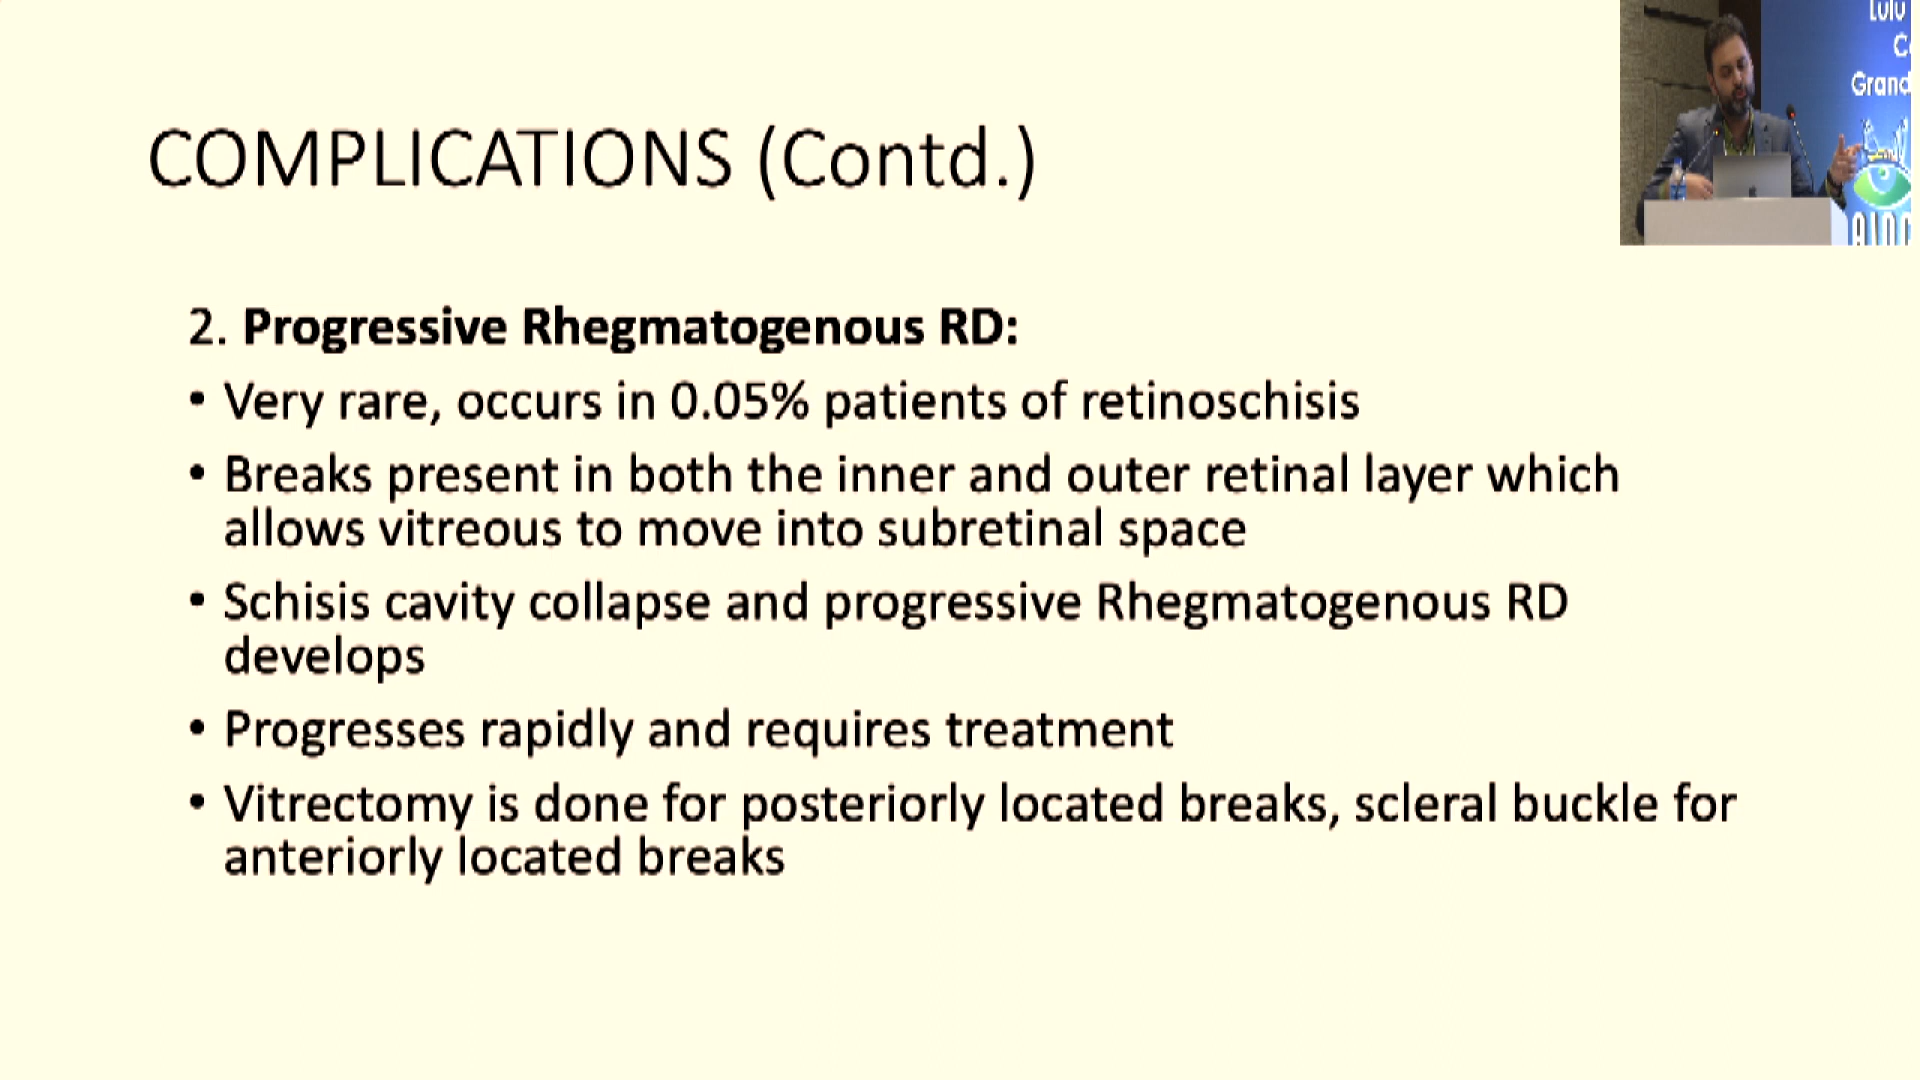 Lulu
Grand
COMPLICATIONS (Contd.)
2. Progressive Rhegmatogenous RD:
• Very rare, occurs in 0.05% patients of retinoschisis
• Breaks present in both the inner and outer retinal layer which
allows vitreous to move into subretinal space
• Schisis cavity collapse and progressive Rhegmatogenous RD
develops
• Progresses rapidly and requires treatment
• Vitrectomy is done for posteriorly located breaks, scleral buckle for
anteriorly located breaks